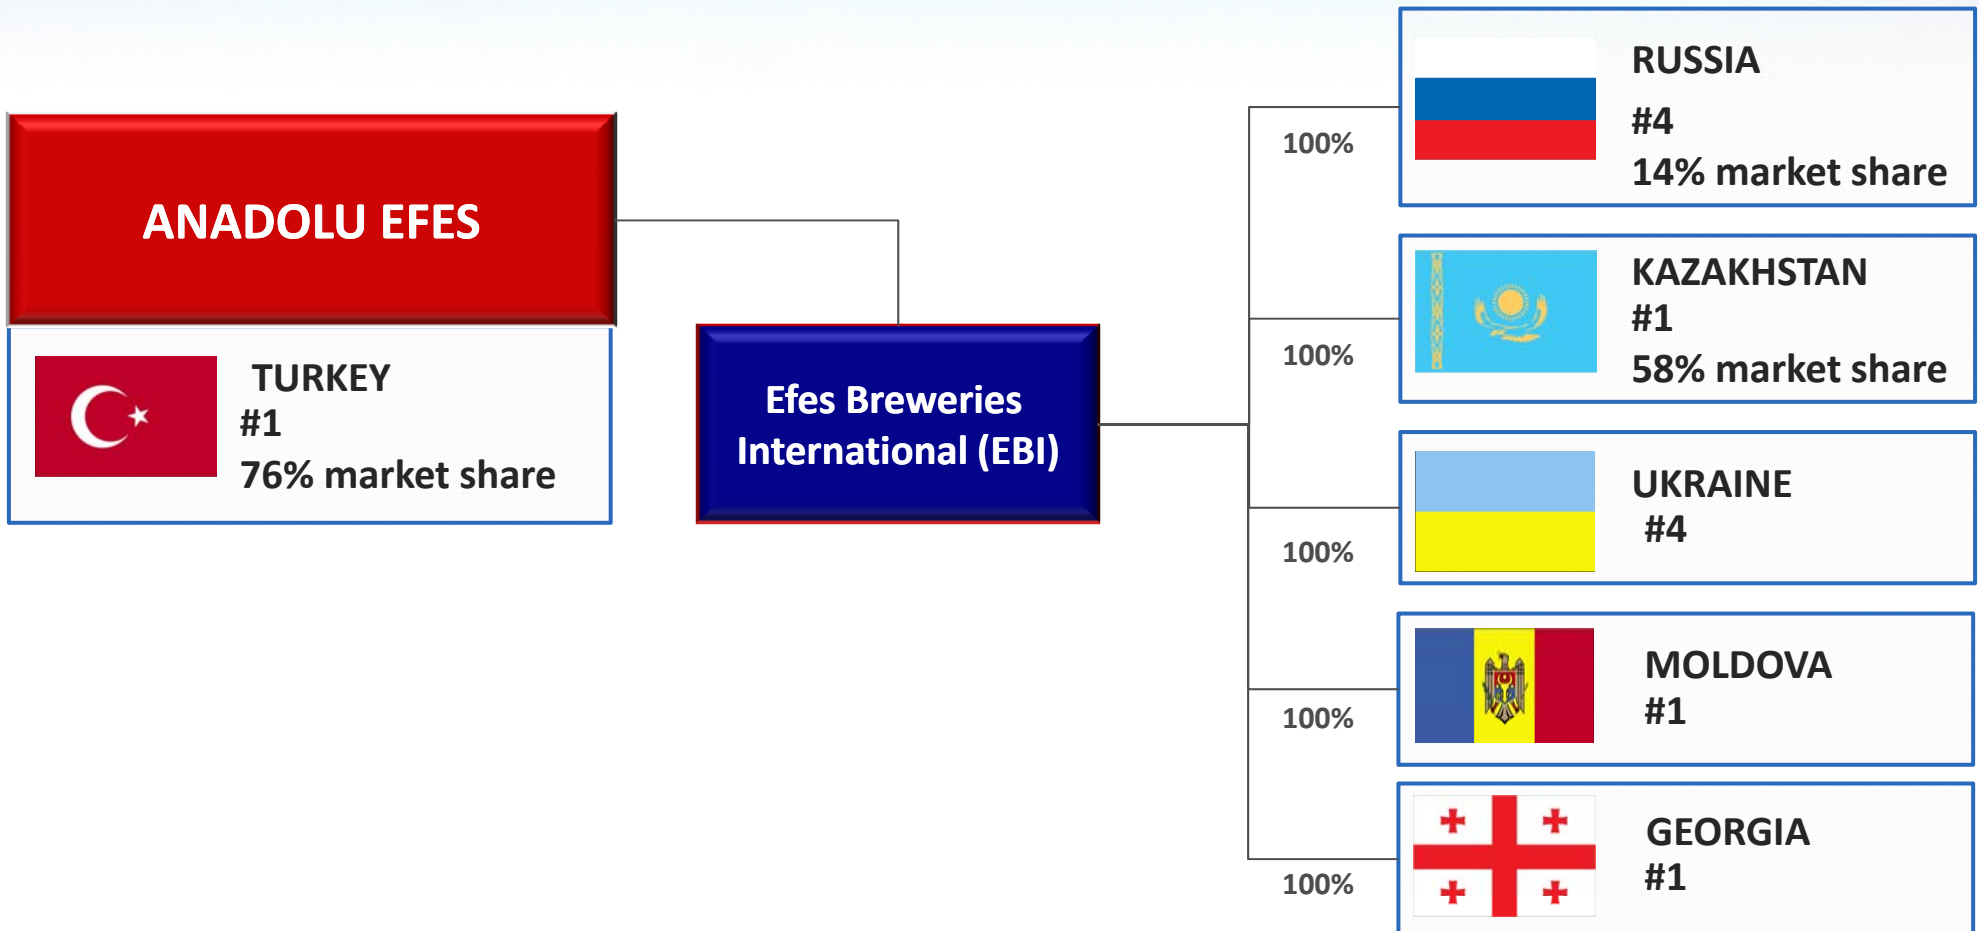 ANADOLU EFES
TURKEY
#1
76% market share
Efes Breweries
International (EBI)
100%
RUSSIA
#4
14% market share
100%
KAZAKHSTAN
#1
58% market share
100%
UKRAINE
#4
100%
MOLDOVA
#1
100%
GEORGIA
#1